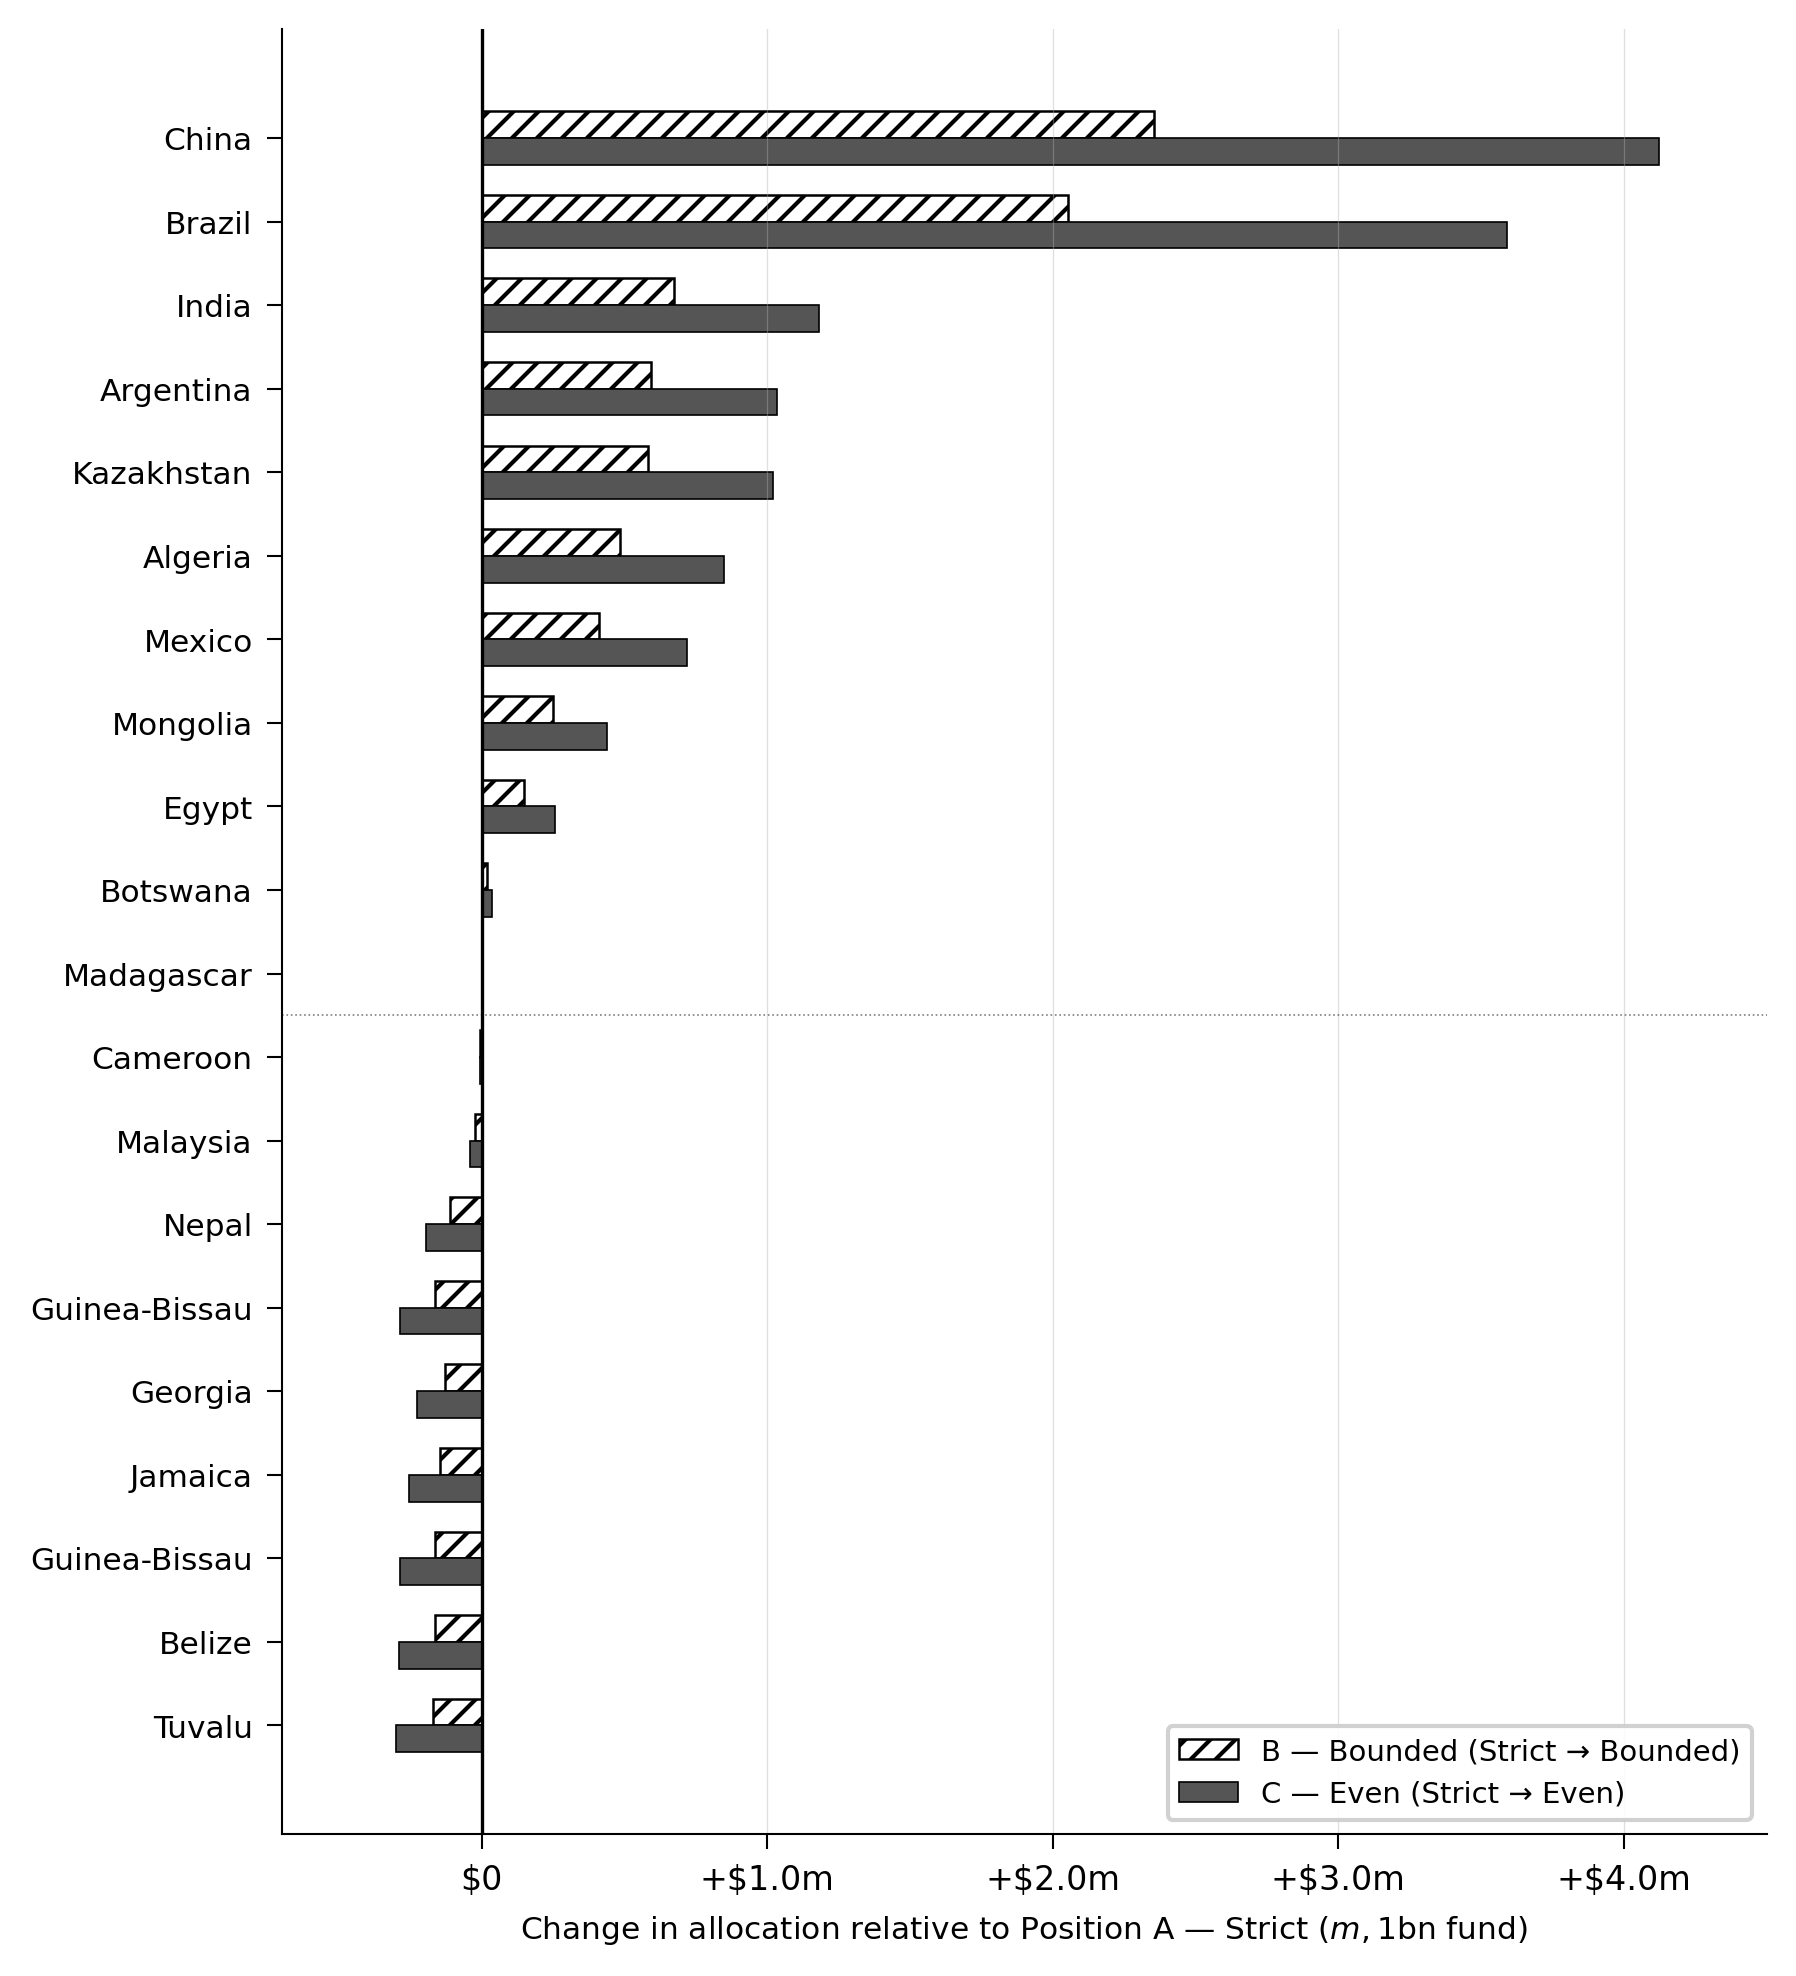 China
Brazil
India
Argentina
Kazakhstan
Algeria
Mexico
Mongolia
Egypt
Botswana
Madagascar
Cameroon
Malaysia
Nepal
Guinea-Bissau
Georgia
Jamaica
Guinea-Bissau
Belize
Tuvalu
B — Bounded (Strict → Bounded)
C — Even (Strict → Even)
$0 +$1.0m +$2.0m +$3.0m +$4.0m
Change in allocation relative to Position A — Strict (m, 1bn fund)